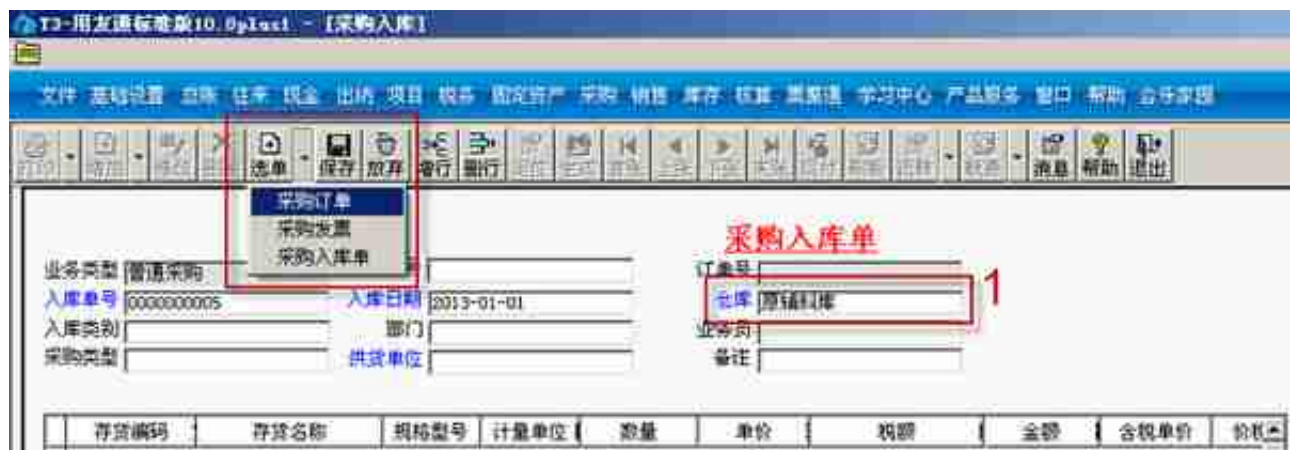 T3-用友通标准版10.8plus1 - [采购入库]
文件 基础设置 总账 往来 现金 出纳 项目 税务 固定资产 采购 销售 库存 核算 票据通 学习中心 产品服务 窗口 帮助
选单 保存 放弃 增行 删行 消息 帮助 退出
采购订单
采购发票
采购入库单
采购入库单
业务类型 普通采购 订单号
入库单号 0000000005 入库日期 2013-01-01 仓库 原辅料库 1
入库类别 部门 业务员
采购类型 供货单位 备注
存货编码 存货名称 规格型号 计量单位 数量 单价 税额 金额 含税单价